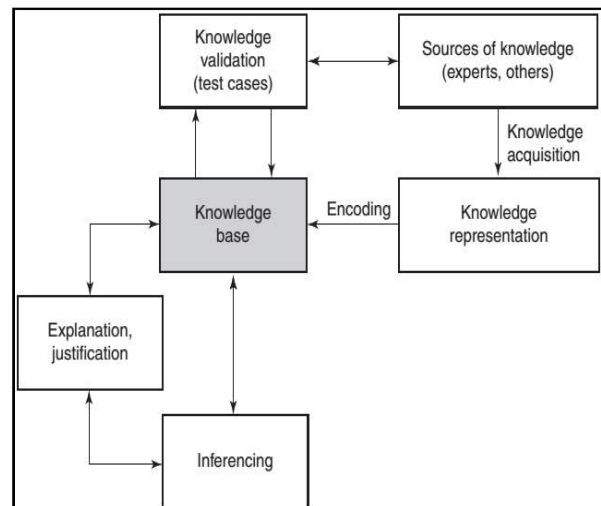 Knowledge
validation
(test cases)
Sources of knowledge
(experts, others)
Knowledge
acquisition
Knowledge
base
Encoding
Knowledge
representation
Explanation,
justification
Inferencing